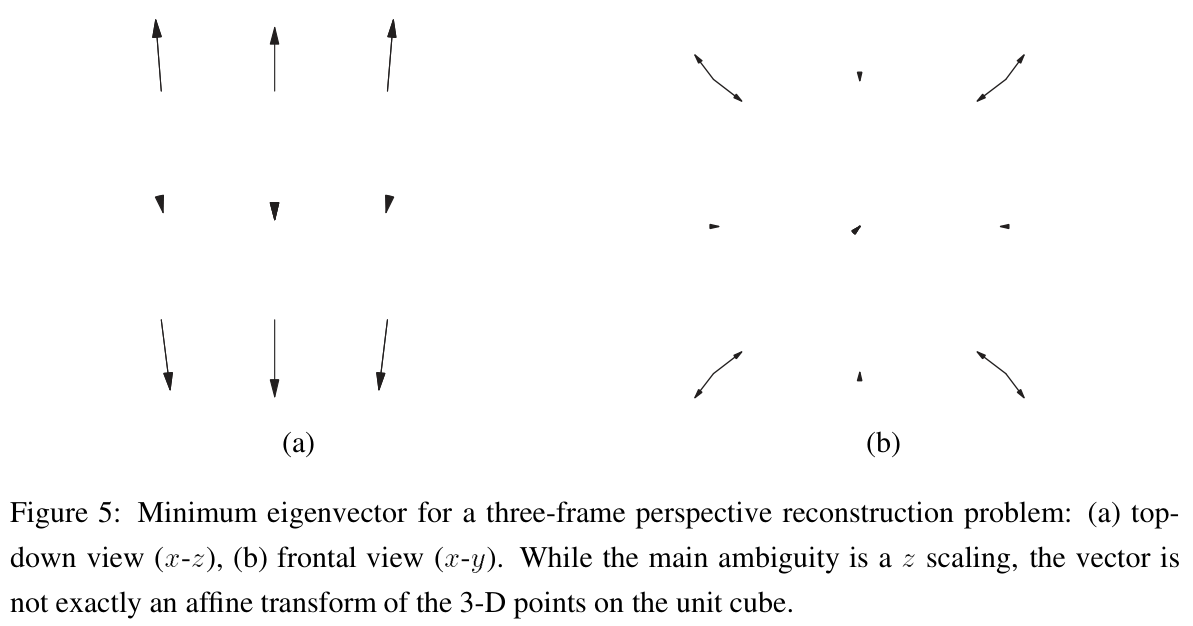 (a)
(b)
Figure 5: Minimum eigenvector for a three-frame perspective reconstruction problem: (a) top-
down view (x-z), (b) frontal view (x-y). While the main ambiguity is a z scaling, the vector is
not exactly an affine transform of the 3-D points on the unit cube.